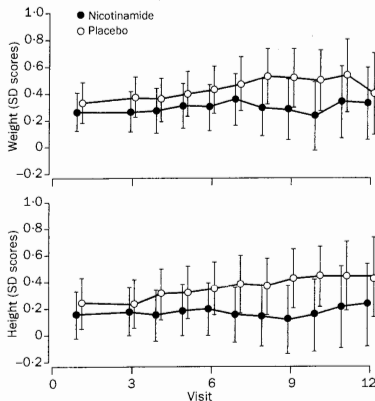 1·0
0·8
0·6
0·4
0·2
0
–0·2
Weight (SD scores)
Nicotinamide
Placebo
1·0
0·8
0·6
0·4
0·2
0
–0·2
Height (SD scores)
0 3 6 9 12
Visit